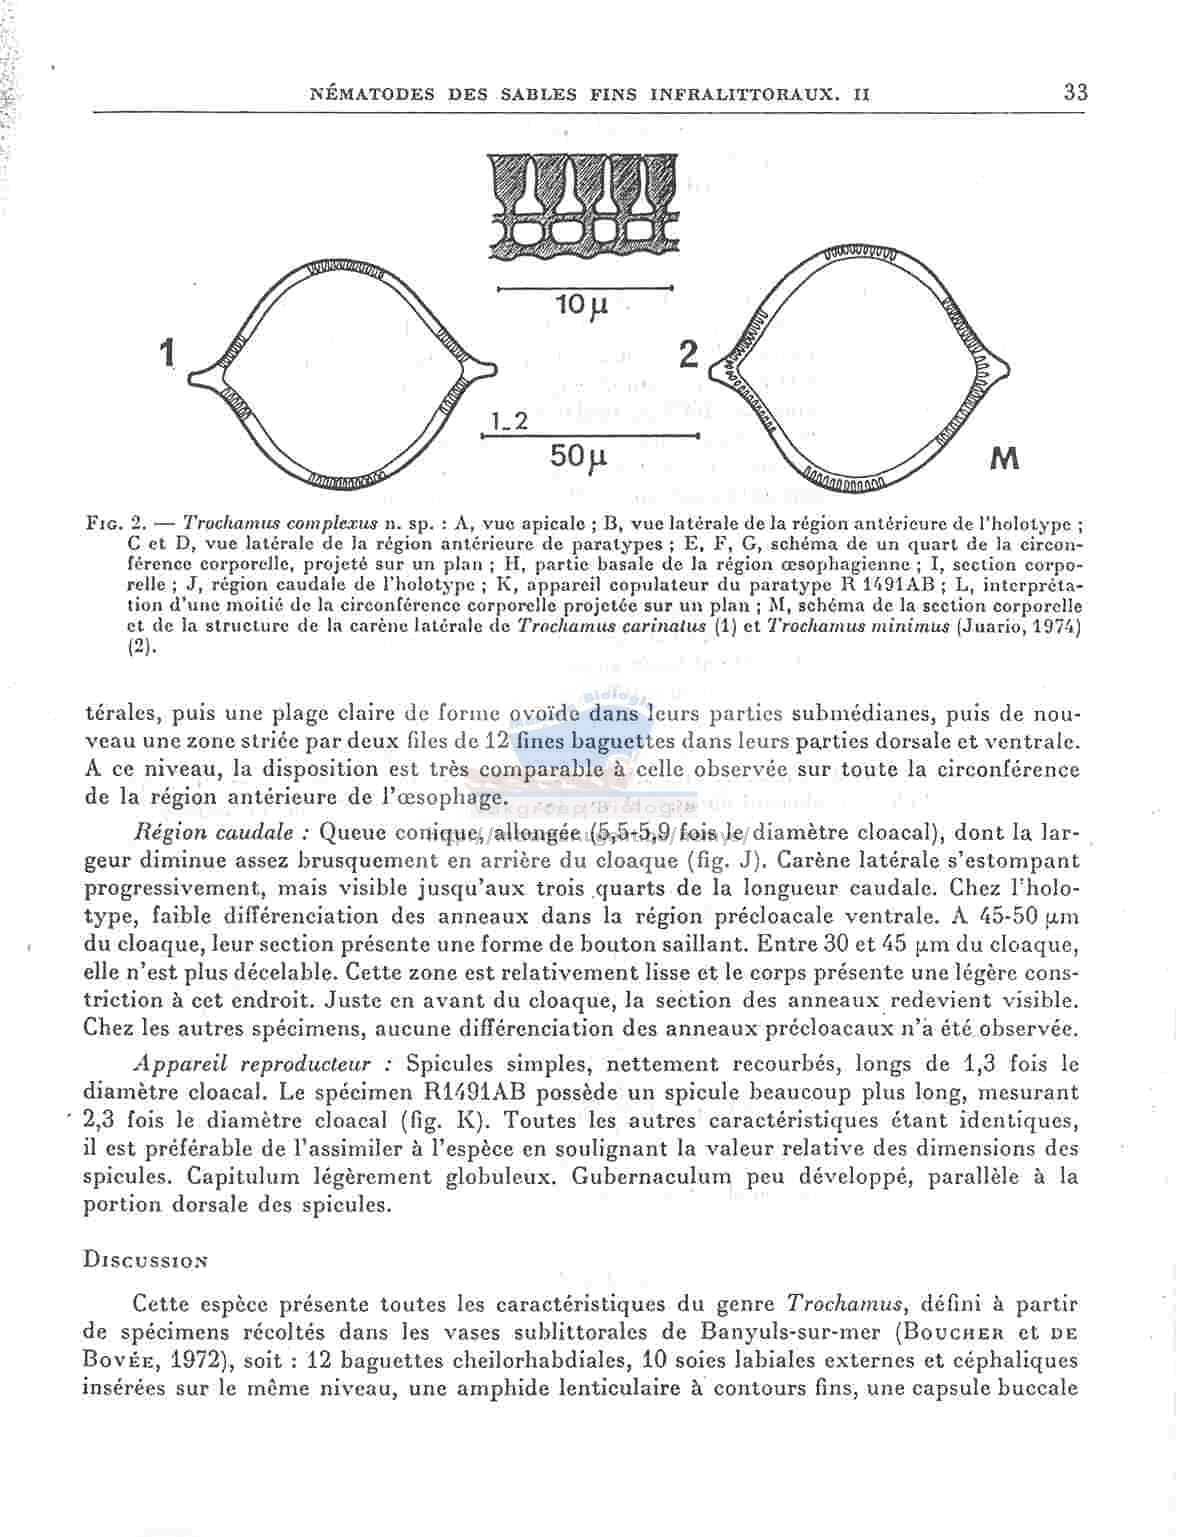 NÉMATODES DES SABLES FINS INFRALITTORAUX. II 33
10 µ
1
2
1_2
50 µ
M
FIG. 2. — Trochamus complexus n. sp. : A, vue apicale ; B, vue latérale de la région antérieure de l'holotype ;
C et D, vue latérale de la région antérieure de paratypes ; E, F, G, schéma de un quart de la circon-
férence corporelle, projeté sur un plan ; H, partie basale de la région œsophagienne ; I, section corpo-
relle ; J, région caudale de l'holotype ; K, appareil copulateur du paratype R 1491AB ; L, interpréta-
tion d'une moitié de la circonférence corporelle projetée sur un plan ; M, schéma de la section corporelle
et de la structure de la carène latérale de Trochamus carinatus (1) et Trochamus minimus (Juario, 1974)
(2).
térales, puis une plage claire de forme ovoïde dans leurs parties submédianes, puis de nou-
veau une zone striée par deux files de 12 fines baguettes dans leurs parties dorsale et ventrale.
A ce niveau, la disposition est très comparable à celle observée sur toute la circonférence
de la région antérieure de l'œsophage.
Région caudale : Queue conique, allongée (5,5-5,9 fois le diamètre cloacal), dont la lar-
geur diminue assez brusquement en arrière du cloaque (fig. J). Carène latérale s'estompant
progressivement, mais visible jusqu'aux trois quarts de la longueur caudale. Chez l'holo-
type, faible différenciation des anneaux dans la région précloacale ventrale. A 45-50 µm
du cloaque, leur section présente une forme de bouton saillant. Entre 30 et 45 µm du cloaque,
elle n'est plus décelable. Cette zone est relativement lisse et le corps présente une légère cons-
triction à cet endroit. Juste en avant du cloaque, la section des anneaux redevient visible.
Chez les autres spécimens, aucune différenciation des anneaux précloacaux n'a été observée.
Appareil reproducteur : Spicules simples, nettement recourbés, longs de 1,3 fois le
diamètre cloacal. Le spécimen R1491AB possède un spicule beaucoup plus long, mesurant
2,3 fois le diamètre cloacal (fig. K). Toutes les autres caractéristiques étant identiques,
il est préférable de l'assimiler à l'espèce en soulignant la valeur relative des dimensions des
spicules. Capitulum légèrement globuleux. Gubernaculum peu développé, parallèle à la
portion dorsale des spicules.
DISCUSSION
Cette espèce présente toutes les caractéristiques du genre Trochamus, défini à partir
de spécimens récoltés dans les vases sublittorales de Banyuls-sur-mer (BOUCHER et DE
BOVÉE, 1972), soit : 12 baguettes cheilorhabdiales, 10 soies labiales externes et céphaliques
insérées sur le même niveau, une amphide lenticulaire à contours fins, une capsule buccale